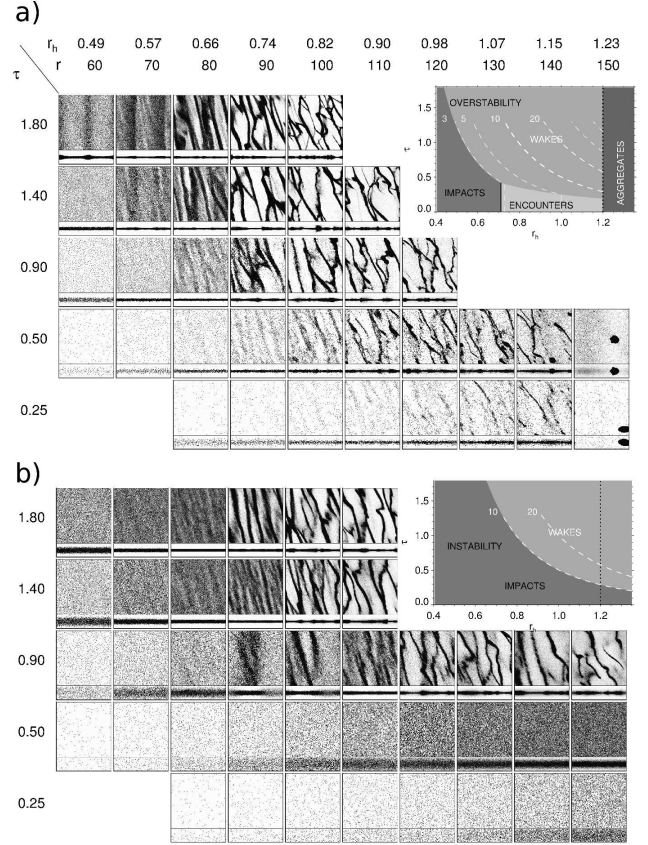 a)
r_h 0.49 0.57 0.66 0.74 0.82 0.90 0.98 1.07 1.15 1.23
r 60 70 80 90 100 110 120 130 140 150
τ
1.80
1.40
0.90
0.50
0.25
OVERSTABILITY
3 5 10 20
WAKES
IMPACTS
ENCOUNTERS
AGGREGATES
τ
1.5
1.0
0.5
0.0
0.4 0.6 0.8 1.0 1.2
r_h
b)
1.80
1.40
0.90
0.50
0.25
10 20
WAKES
INSTABILITY
IMPACTS
τ
1.5
1.0
0.5
0.0
0.4 0.6 0.8 1.0 1.2
r_h